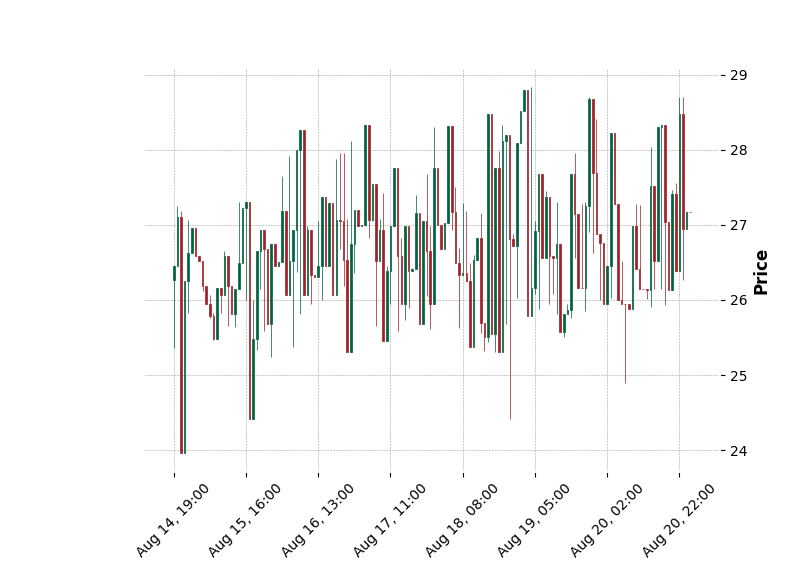 29
28
27
26
25
24
Price
Aug 14, 19:00
Aug 15, 16:00
Aug 16, 13:00
Aug 17, 11:00
Aug 18, 08:00
Aug 19, 05:00
Aug 20, 02:00
Aug 20, 22:00